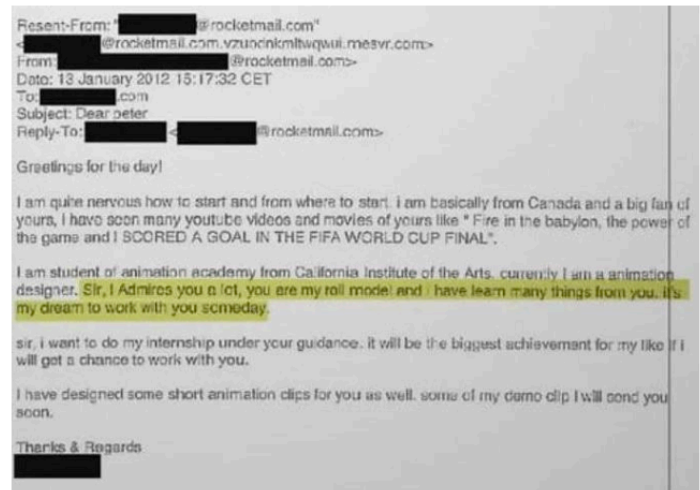 Resent-From: " @rocketmail.com"
< @rocketmail.com.vzuodnkmltwqwui.mesvr.com>
From: @rocketmail.com>
Date: 13 January 2012 15:17:32 CET
To: .com
Subject: Dear peter
Reply-To: < @rocketmail.com>
Greetings for the day!
I am quite nervous how to start and from where to start. i am basically from Canada and a big fan of
yours, I have seen many youtube videos and movies of yours like " Fire in the babylon, the power of
the game and I SCORED A GOAL IN THE FIFA WORLD CUP FINAL".
I am student of animation academy from California Institute of the Arts. currently I am a animation
designer. Sir, I Admires you a lot, you are my roll model and i have learn many things from you. it's
my dream to work with you someday.
sir, i want to do my internship under your guidance. it will be the biggest achievement for my like if i
will get a chance to work with you.
I have designed some short animation clips for you as well. some of my demo clip I will send you
soon.
Thanks & Regards